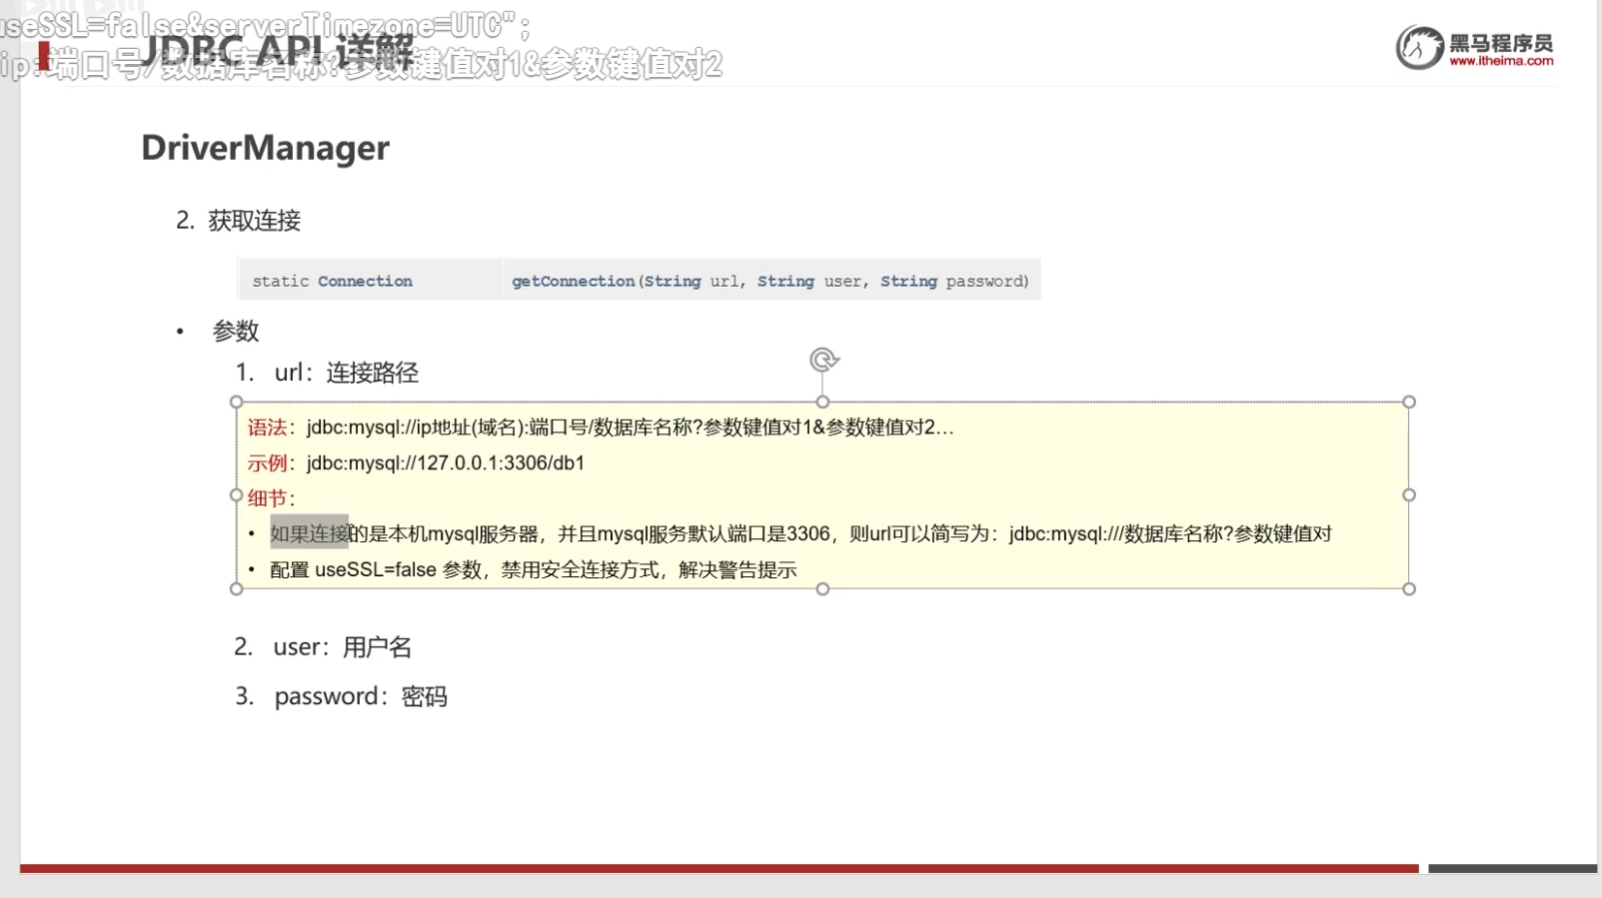 useSSL=false&serverTimezone=UTC";
JDBC API 详解
ip:端口号/数据库名称?参数键值对1&参数键值对2
黑马程序员
www.itheima.com
DriverManager
2. 获取连接
static Connection getConnection(String url, String user, String password)
• 参数
1. url：连接路径
语法：jdbc:mysql://ip地址(域名):端口号/数据库名称?参数键值对1&参数键值对2…
示例：jdbc:mysql://127.0.0.1:3306/db1
细节：
• 如果连接的是本机mysql服务器，并且mysql服务默认端口是3306，则url可以简写为：jdbc:mysql:///数据库名称?参数键值对
• 配置 useSSL=false 参数，禁用安全连接方式，解决警告提示
2. user：用户名
3. password：密码